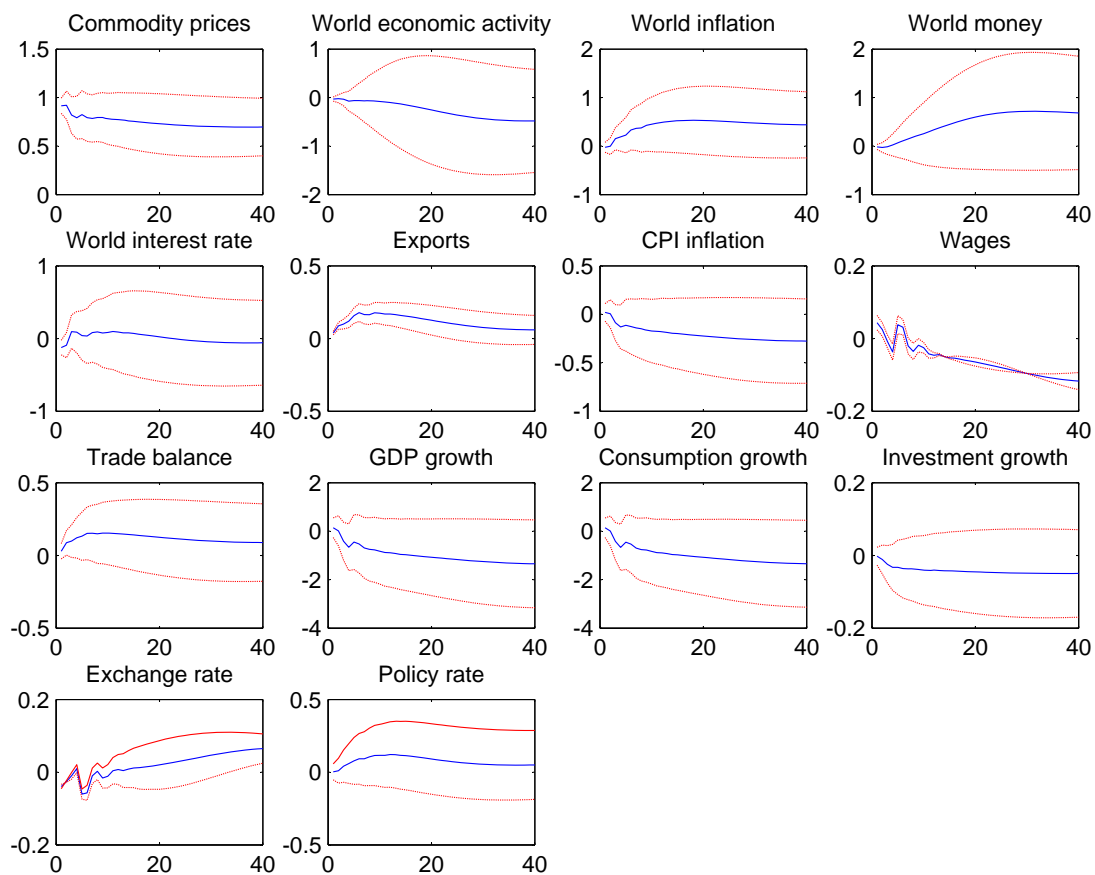 Commodity prices World economic activity World inflation World money
1.5 1 2 2
1 0 1 1
0.5 -1 0 0
0 -2 -1 -1
0 20 40 0 20 40 0 20 40 0 20 40
World interest rate Exports CPI inflation Wages
1 0.5 0.5 0.2
0 0 0 0
-0.5
-1 -0.5 -1 -0.2
0 20 40 0 20 40 0 20 40 0 20 40
Trade balance GDP growth Consumption growth Investment growth
0.5 2 2 0.2
0 0 0 0
-2 -2
-0.5 -4 -4 -0.2
0 20 40 0 20 40 0 20 40 0 20 40
Exchange rate Policy rate
0.2 0.5
0 0
-0.2 -0.5
0 20 40 0 20 40